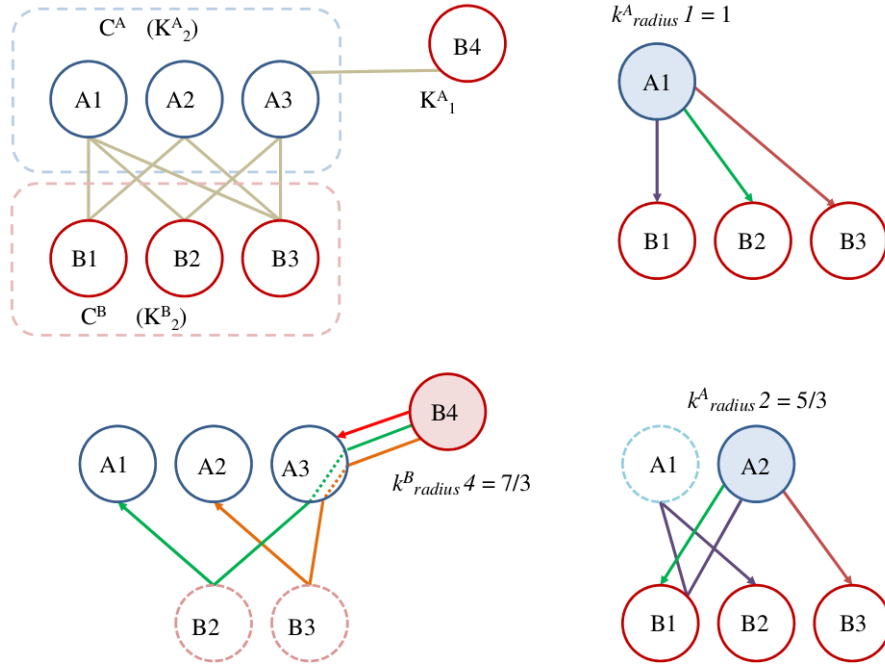 C^A (K^A_2)
B4
A1 A2 A3
K^A_1
B1 B2 B3
C^B (K^B_2)
k^A_radius 1 = 1
A1
B1 B2 B3
B4
A1 A2 A3
k^B_radius 4 = 7/3
B2 B3
k^A_radius 2 = 5/3
A1 A2
B1 B2 B3